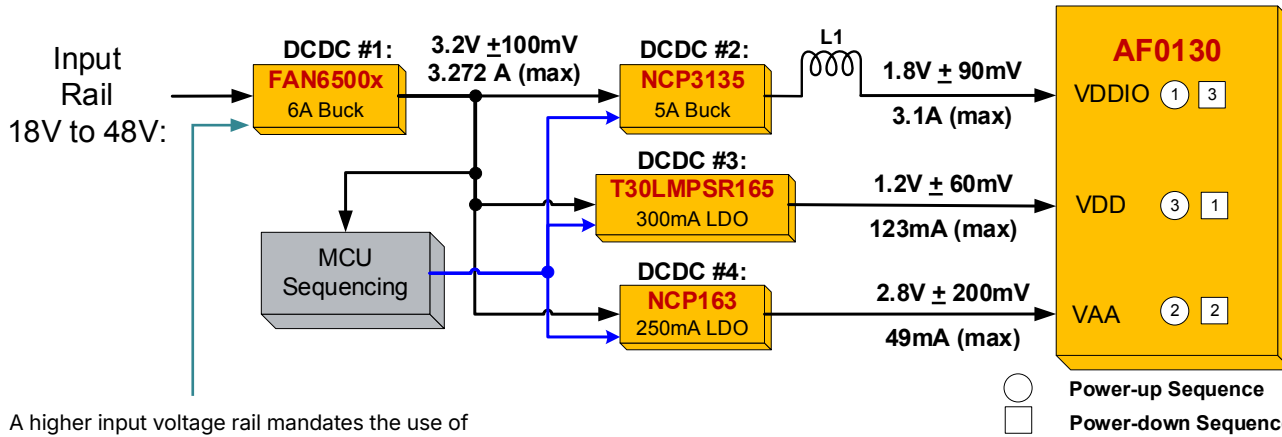 Input
Rail
18V to 48V:
DCDC #1:
FAN6500x
6A Buck
3.2V ±100mV
3.272 A (max)
DCDC #2:
NCP3135
5A Buck
L1
1.8V ± 90mV
3.1A (max)
DCDC #3:
T30LMPSR165
300mA LDO
1.2V ± 60mV
123mA (max)
MCU
Sequencing
DCDC #4:
NCP163
250mA LDO
2.8V ± 200mV
49mA (max)
AF0130
VDDIO 1 3
VDD 3 1
VAA 2 2
Power-up Sequence
Power-down Sequenc
A higher input voltage rail mandates the use of